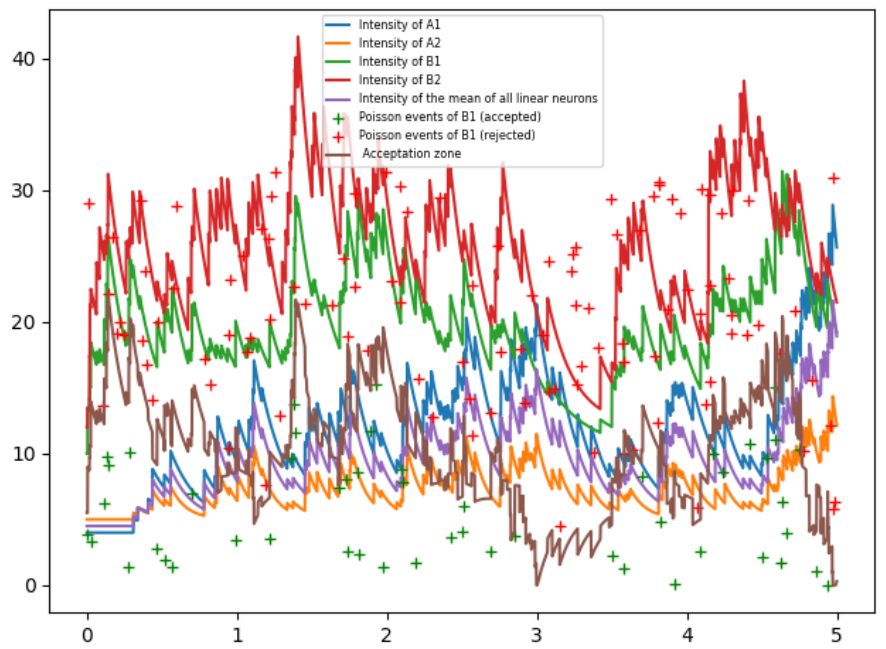 Intensity of A1
Intensity of A2
Intensity of B1
Intensity of B2
Intensity of the mean of all linear neurons
Poisson events of B1 (accepted)
Poisson events of B1 (rejected)
Acceptation zone
40
30
20
10
0
0 1 2 3 4 5